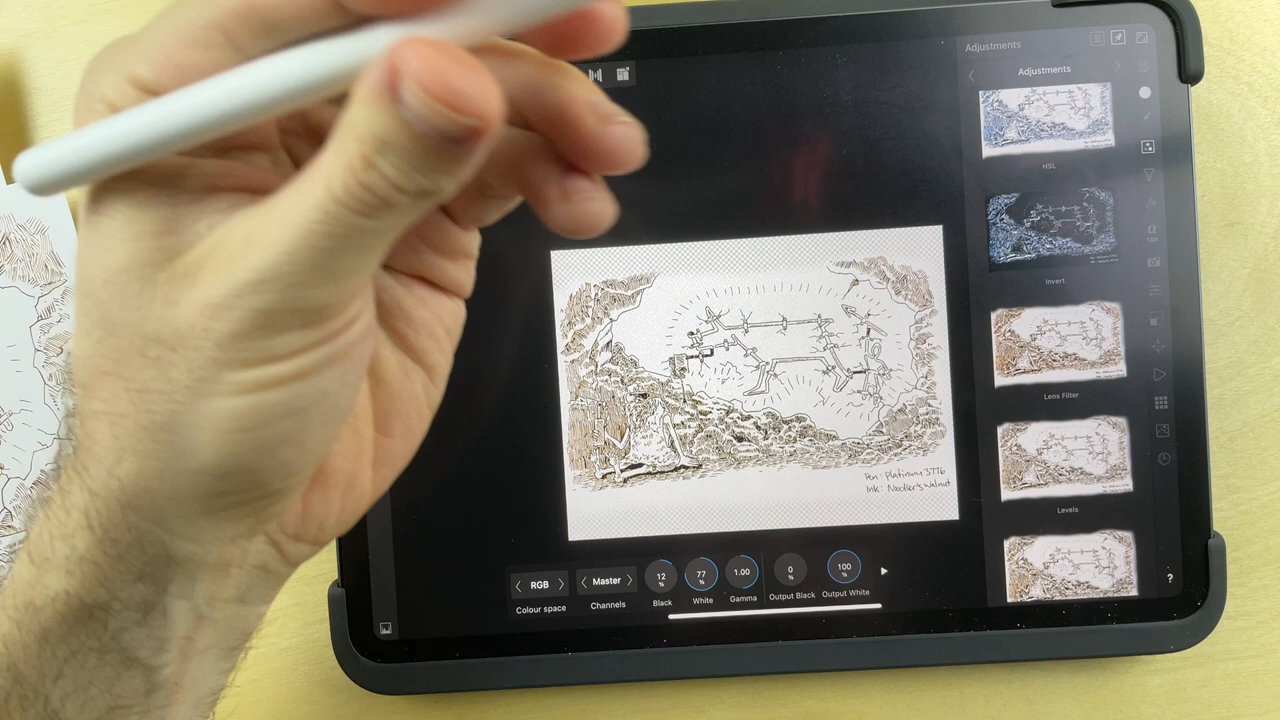 Adjustments
Adjustments
HSL
Invert
Lens Filter
Levels
Pen: Platinum 3776
Ink: Noodler's Walnut
RGB
Colour space
Master
Channels
12 %
Black
77 %
White
1.00
Gamma
0 %
Output Black
100 %
Output White
?